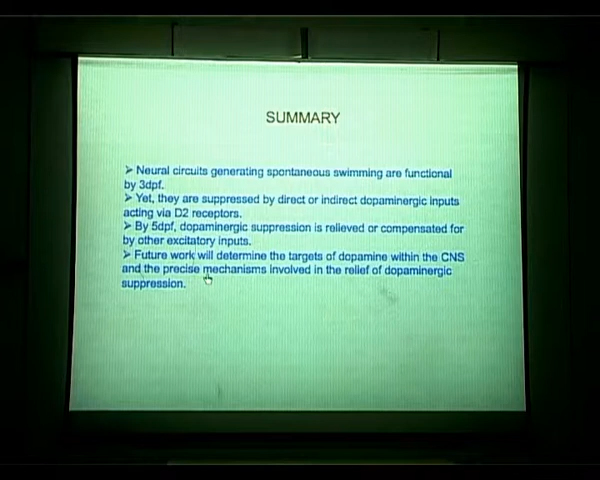 SUMMARY
➢ Neural circuits generating spontaneous swimming are functional
by 3dpf.
➢ Yet, they are suppressed by direct or indirect dopaminergic inputs
acting via D2 receptors.
➢ By 5dpf, dopaminergic suppression is relieved or compensated for
by other excitatory inputs.
➢ Future work will determine the targets of dopamine within the CNS
and the precise mechanisms involved in the relief of dopaminergic
suppression.